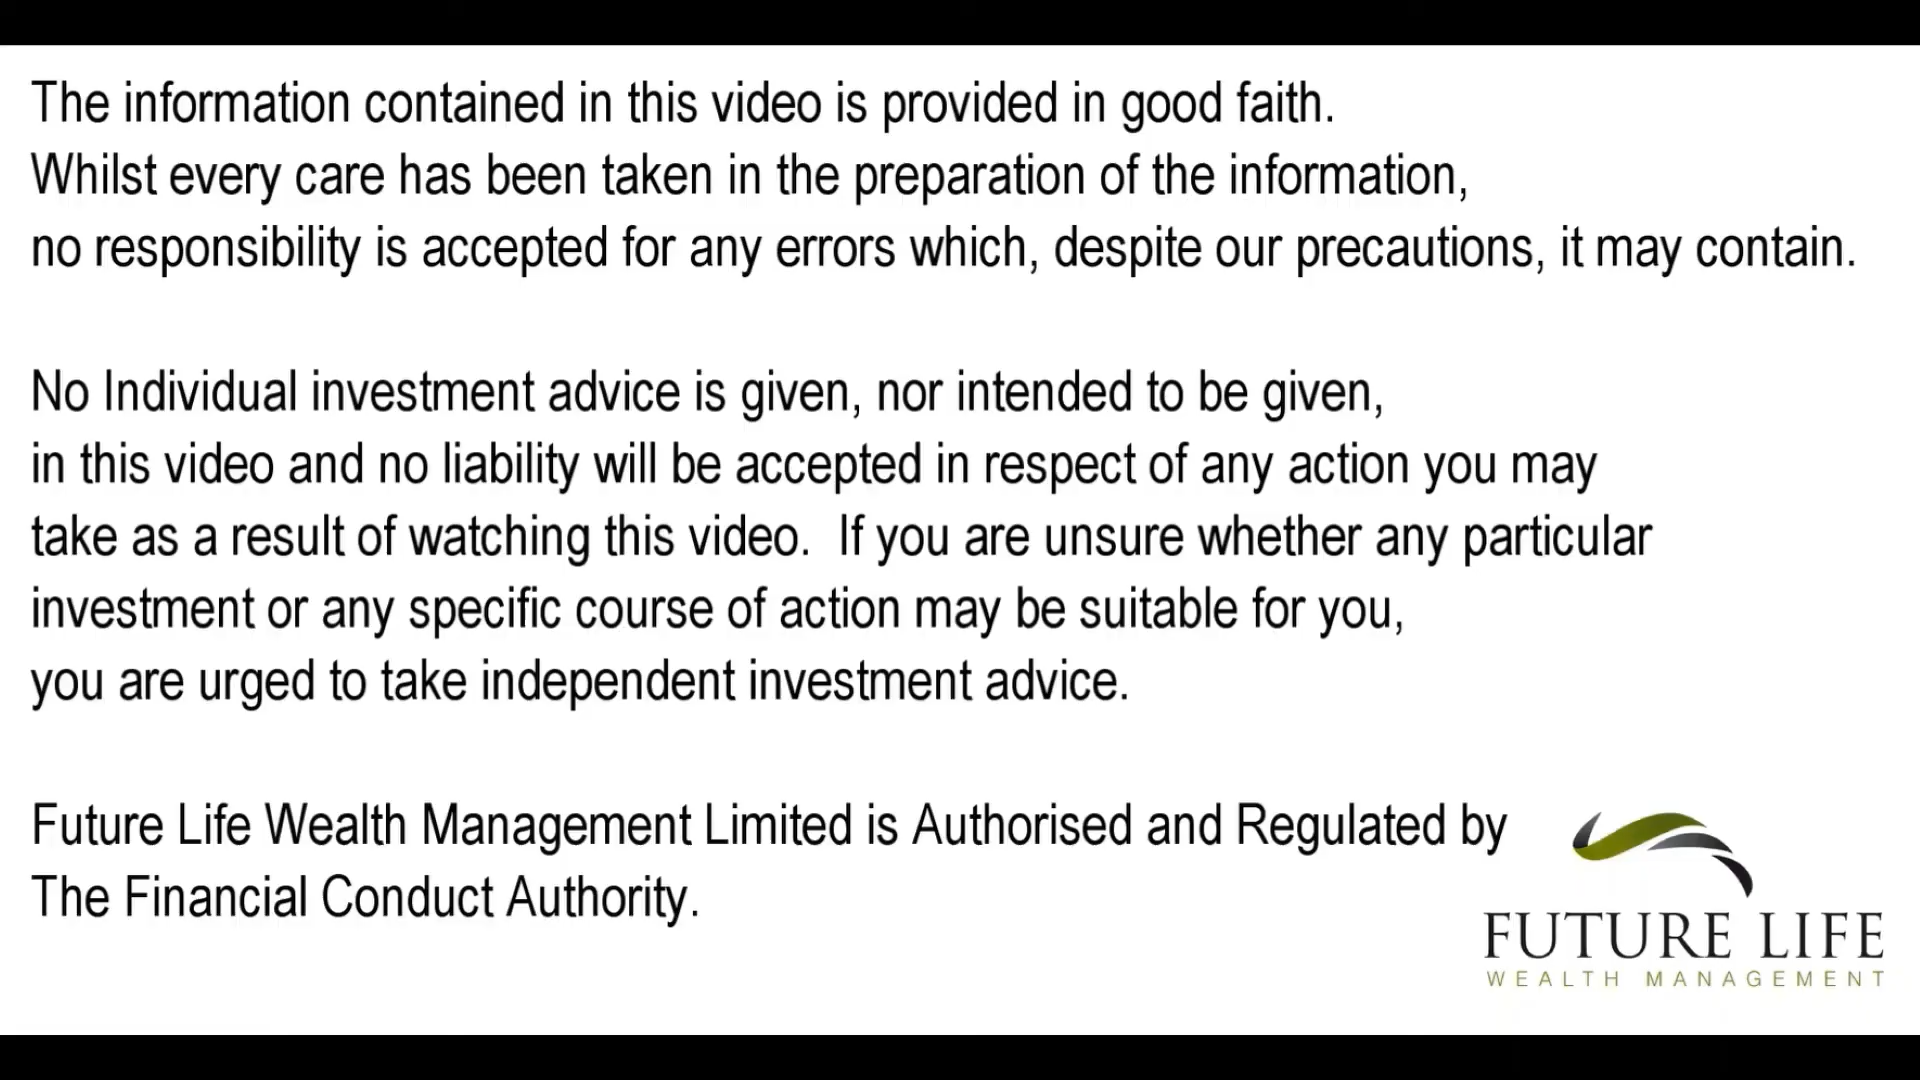 The information contained in this video is provided in good faith.
Whilst every care has been taken in the preparation of the information,
no responsibility is accepted for any errors which, despite our precautions, it may contain.
No Individual investment advice is given, nor intended to be given,
in this video and no liability will be accepted in respect of any action you may
take as a result of watching this video.  If you are unsure whether any particular
investment or any specific course of action may be suitable for you,
you are urged to take independent investment advice.
Future Life Wealth Management Limited is Authorised and Regulated by
The Financial Conduct Authority.
FUTURE LIFE
WEALTH MANAGEMENT